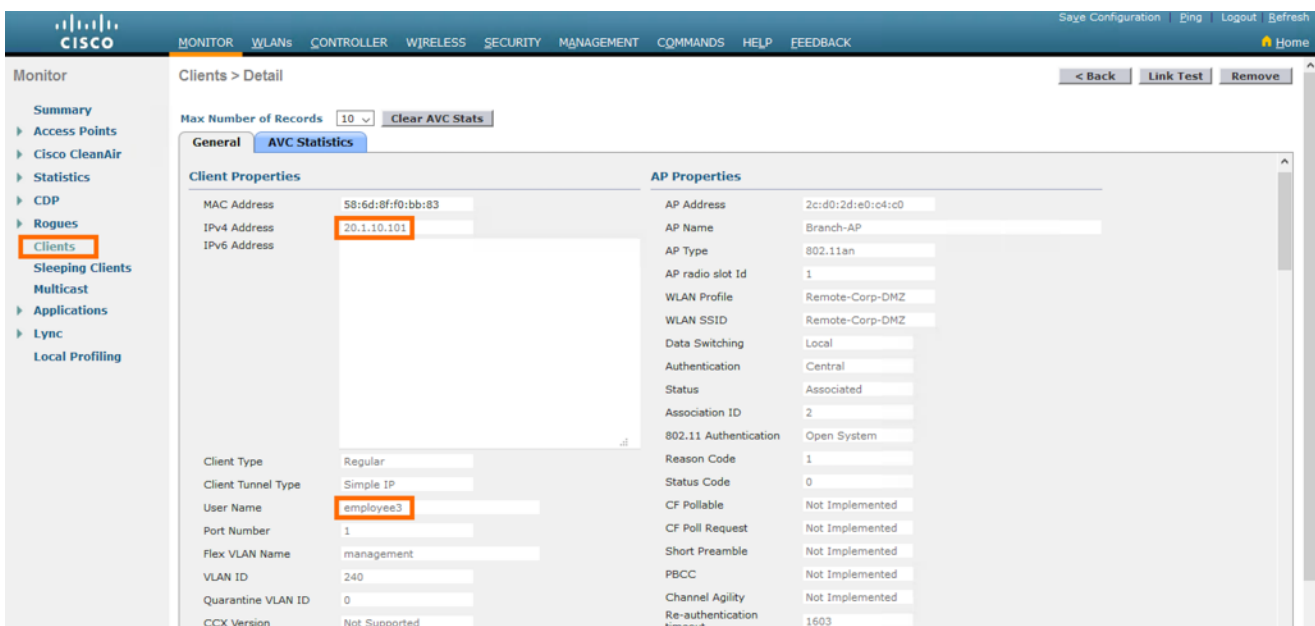 Save Configuration | Ping | Logout | Refresh
CISCO
MONITOR WLANs CONTROLLER WIRELESS SECURITY MANAGEMENT COMMANDS HELP FEEDBACK
Home
Monitor
Summary
Access Points
Cisco CleanAir
Statistics
CDP
Rogues
Clients
Sleeping Clients
Multicast
Applications
Lync
Local Profiling
Clients > Detail
< Back
Link Test
Remove
Max Number of Records 10 Clear AVC Stats
General AVC Statistics
Client Properties
MAC Address 58:6d:8f:f0:bb:83
IPv4 Address 20.1.10.101
IPv6 Address
Client Type Regular
Client Tunnel Type Simple IP
User Name employee3
Port Number 1
Flex VLAN Name management
VLAN ID 240
Quarantine VLAN ID 0
CCX Version Not Supported
AP Properties
AP Address 2c:d0:2d:e0:c4:c0
AP Name Branch-AP
AP Type 802.11an
AP radio slot Id 1
WLAN Profile Remote-Corp-DMZ
WLAN SSID Remote-Corp-DMZ
Data Switching Local
Authentication Central
Status Associated
Association ID 2
802.11 Authentication Open System
Reason Code 1
Status Code 0
CF Pollable Not Implemented
CF Poll Request Not Implemented
Short Preamble Not Implemented
PBCC Not Implemented
Channel Agility Not Implemented
Re-authentication
timeout 1603